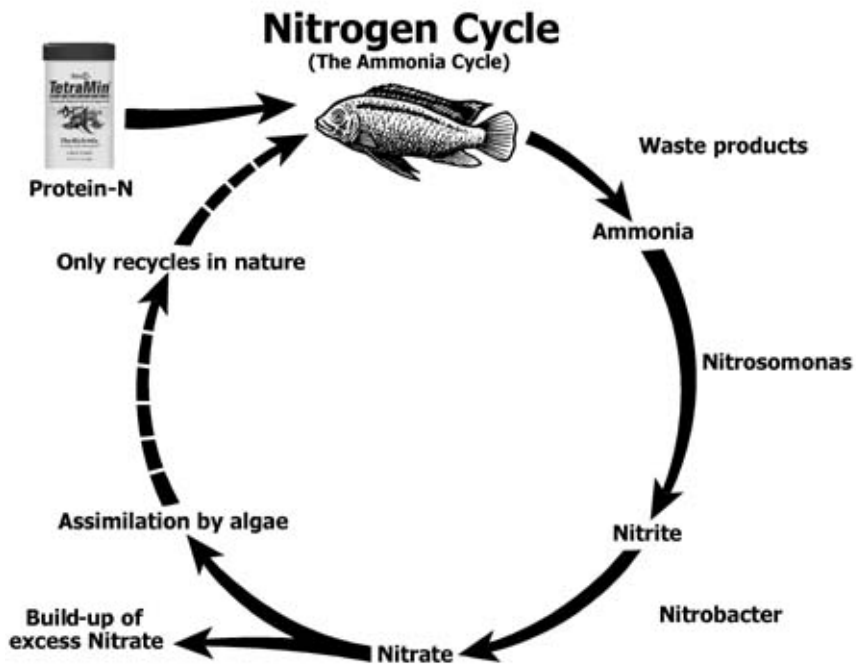 Nitrogen Cycle
(The Ammonia Cycle)
TetraMin
Protein-N
Waste products
Ammonia
Only recycles in nature
Nitrosomonas
Assimilation by algae
Nitrite
Build-up of
excess Nitrate
Nitrobacter
Nitrate